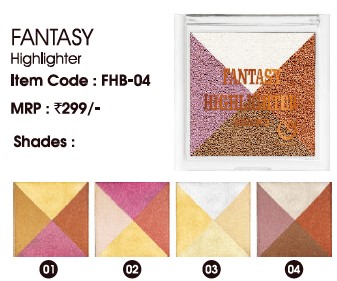 FANTASY
Highlighter
Item Code : FHB-04
MRP : ₹299/-
Shades :
FANTASY
HIGHLIGHTER
01
02
03
04